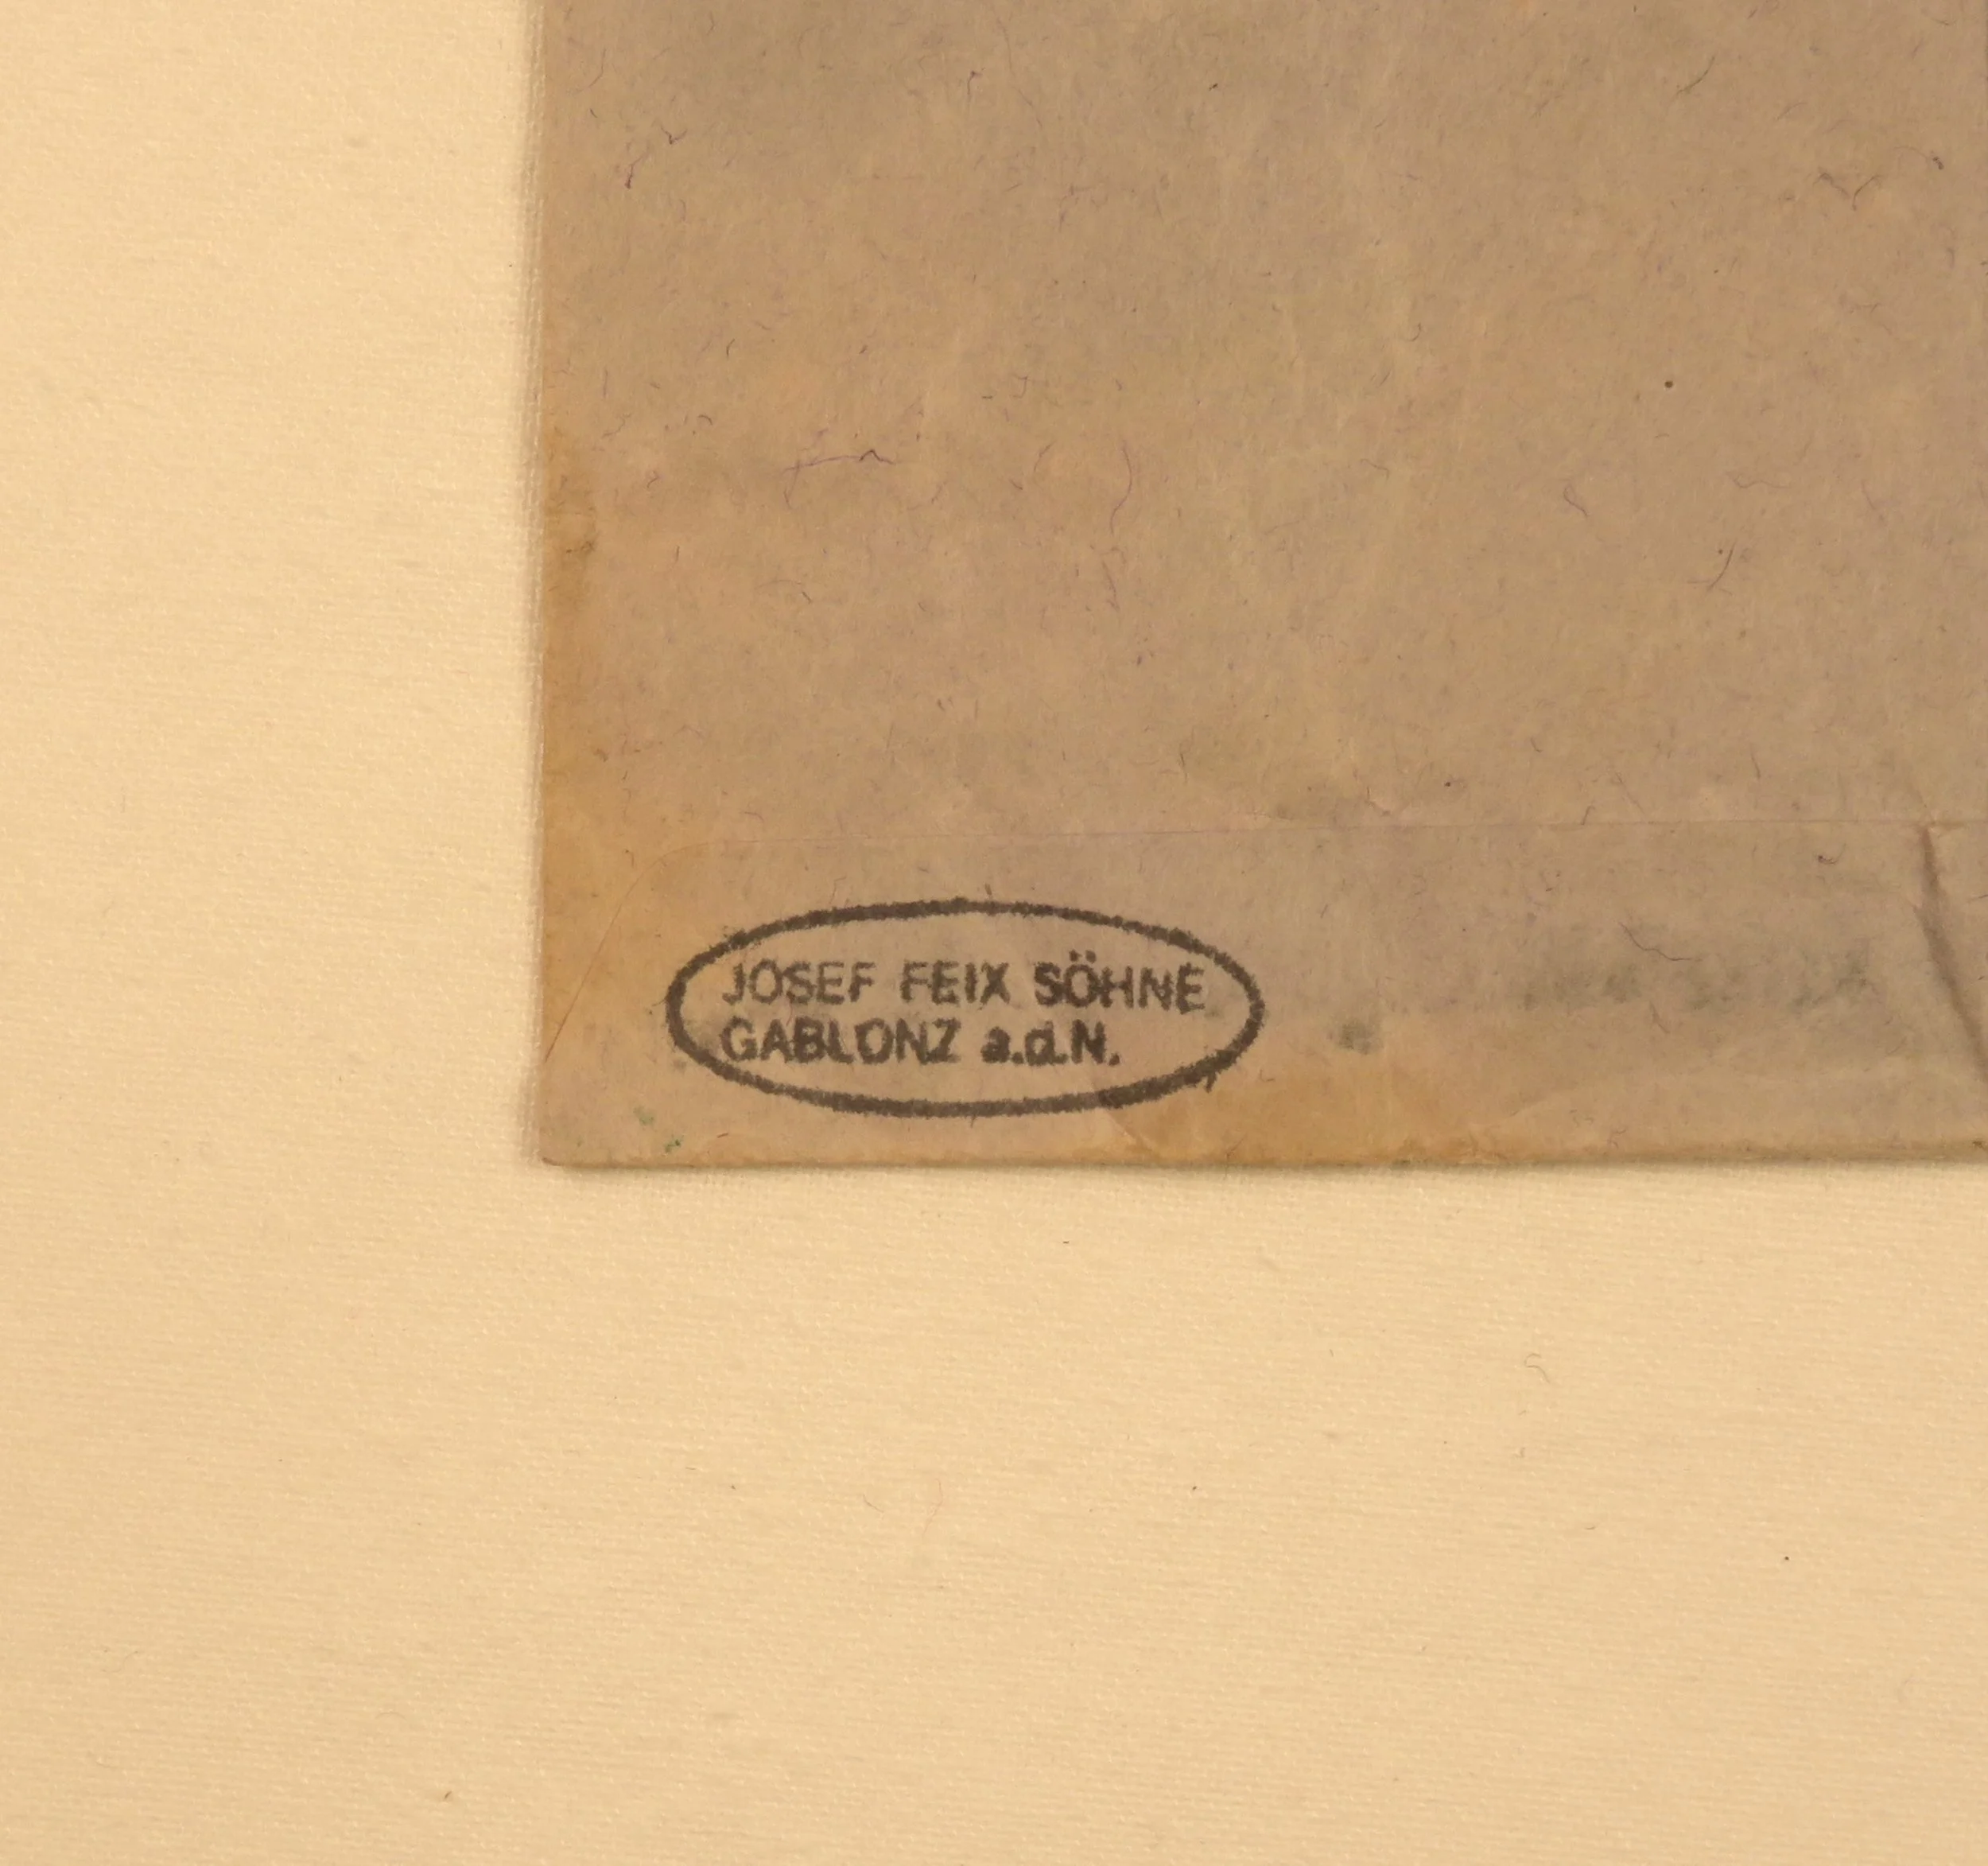 JOSEF FEIX SÖHNE
GABLONZ a.d.N.